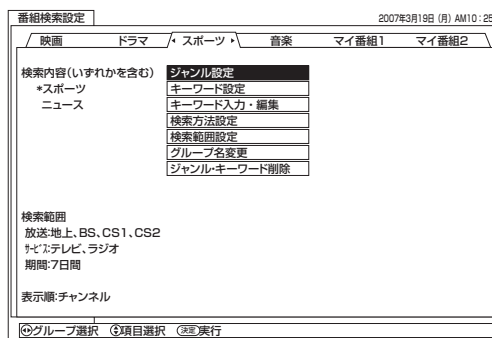 番組検索設定
2007年3月19日 (月) AM10:25
映画 ドラマ スポーツ 音楽 マイ番組1 マイ番組2
検索内容(いずれかを含む)
*スポーツ
ニュース
ジャンル設定
キーワード設定
キーワード入力・編集
検索方法設定
検索範囲設定
グループ名変更
ジャンル・キーワード削除
検索範囲
放送:地上、BS、CS1、CS2
サービス:テレビ、ラジオ
期間:7日間
表示順:チャンネル
グループ選択 項目選択 決定 実行